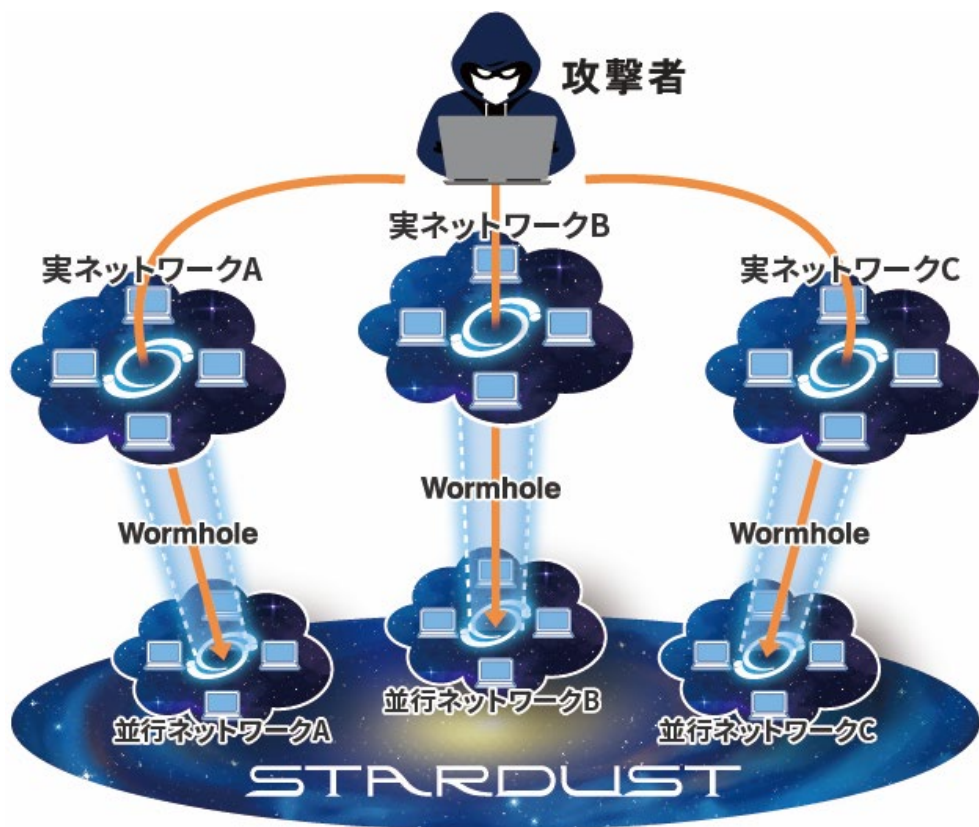 攻撃者
実ネットワークB
実ネットワークA
実ネットワークC
Wormhole
Wormhole
Wormhole
並行ネットワークB
並行ネットワークA
並行ネットワークC
STARDUST